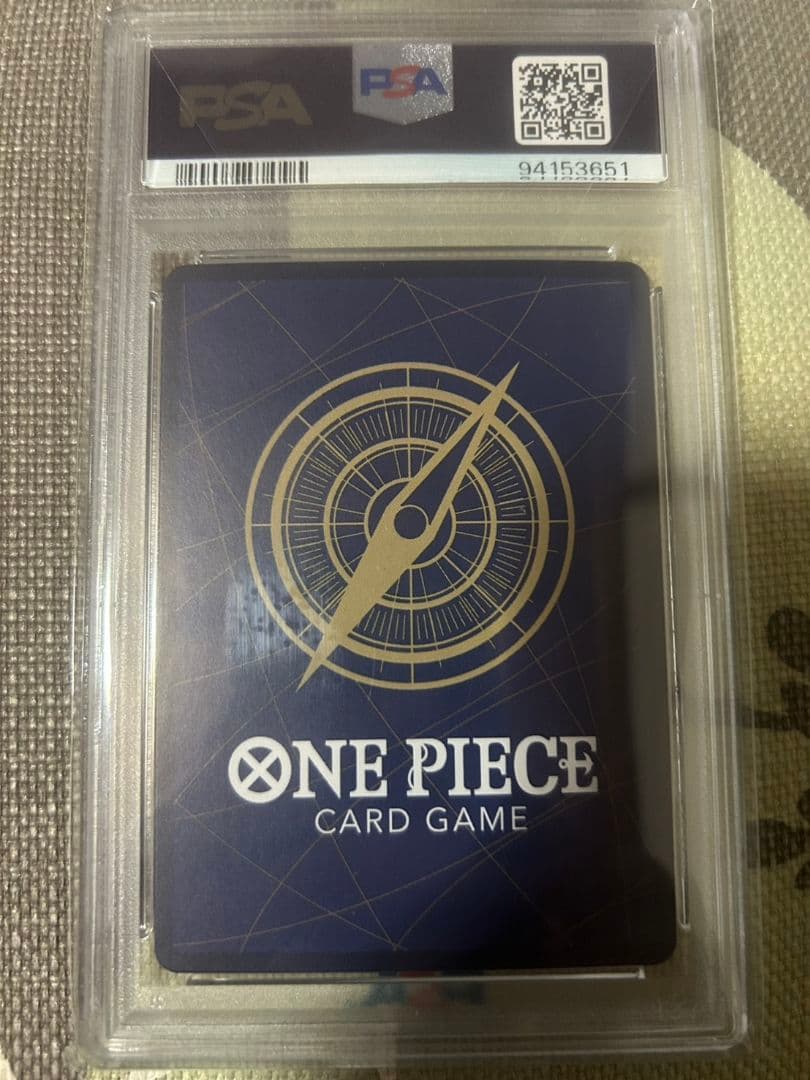 PSA
PSA
94153651
ONE PIECE
CARD GAME